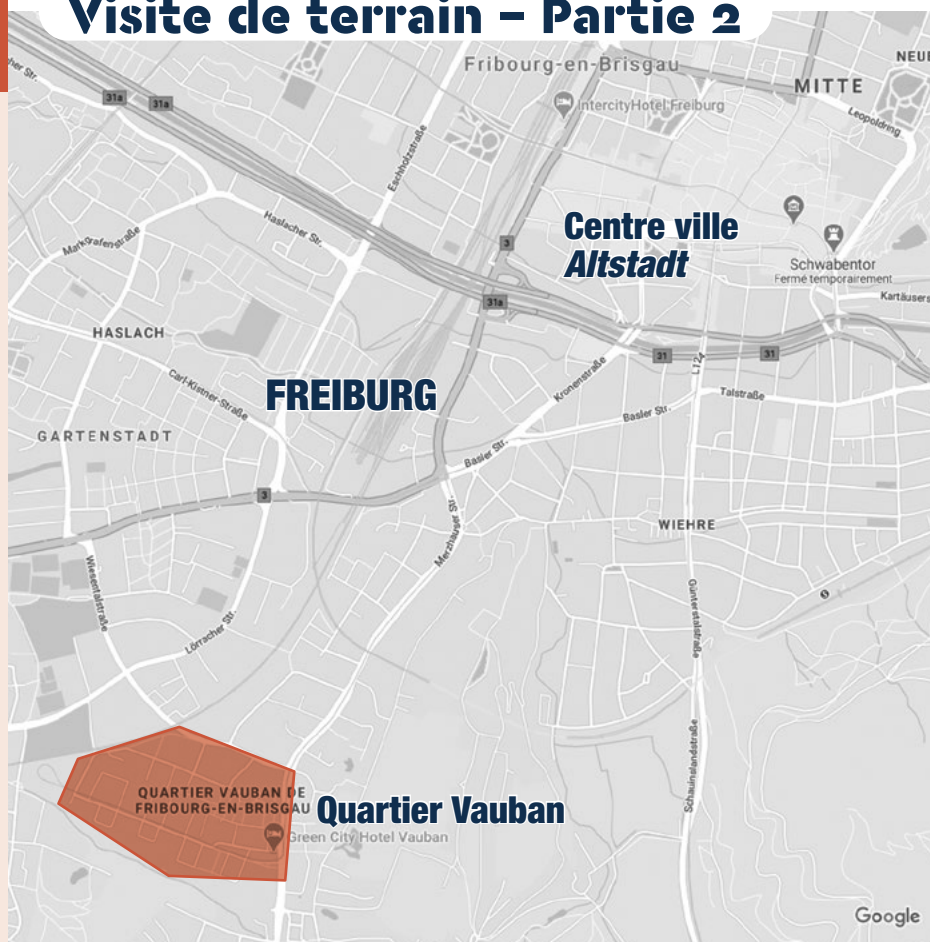 Visite de terrain – Partie 2
Fribourg-en-Brisgau
MITTE
31a
31a
IntercityHotel Freiburg
Leopoldring
Eschholzstraße
Haslacher Str.
Markgrafenstraße
3
Centre ville
Altstadt
Schwabentor
Fermé temporairement
31a
HASLACH
31
31
L124
Carl-Kistner-Straße
FREIBURG
Kronenstraße
Talstraße
Basler Str.
GARTENSTADT
Basler Str.
3
Merzhauser Str.
WIEHRE
Wiesentalstraße
Günterstalstraße
Lörracher Str.
Schauinslandstraße
QUARTIER VAUBAN DE
FRIBOURG-EN-BRISGAU
Quartier Vauban
Green City Hotel Vauban
Google